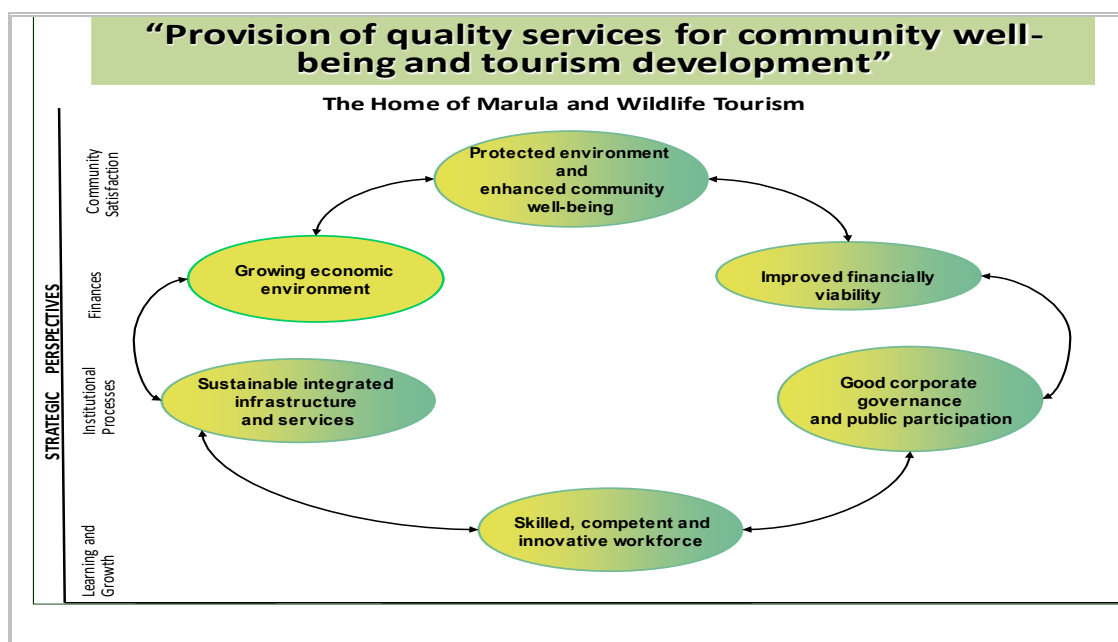 “Provision of quality services for community well-
being and tourism development”
The Home of Marula and Wildlife Tourism
STRATEGIC PERSPECTIVES
Community
Satisfaction
Finances
Institutional
Processes
Learning and
Growth
Protected environment
and
enhanced community
well-being
Growing economic
environment
Improved financially
viability
Sustainable integrated
infrastructure
and services
Good corporate
governance
and public participation
Skilled, competent and
innovative workforce